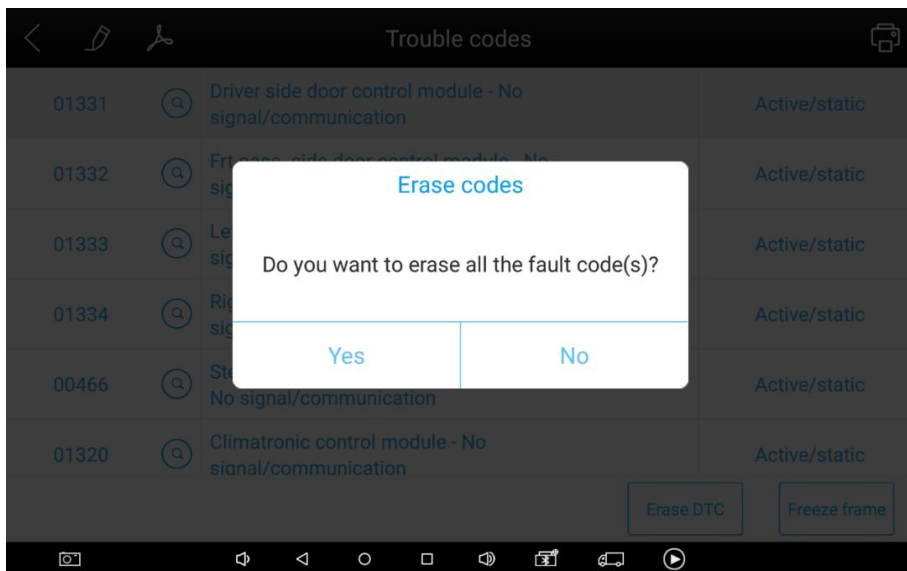 Trouble codes
01331
Driver side door control module - No
signal/communication
Active/static
01332
Active/static
01333
Active/static
01334
Active/static
00466
No signal/communication
Active/static
01320
Climatronic control module - No
signal/communication
Active/static
Erase codes
Do you want to erase all the fault code(s)?
Yes
No
Erase DTC
Freeze frame